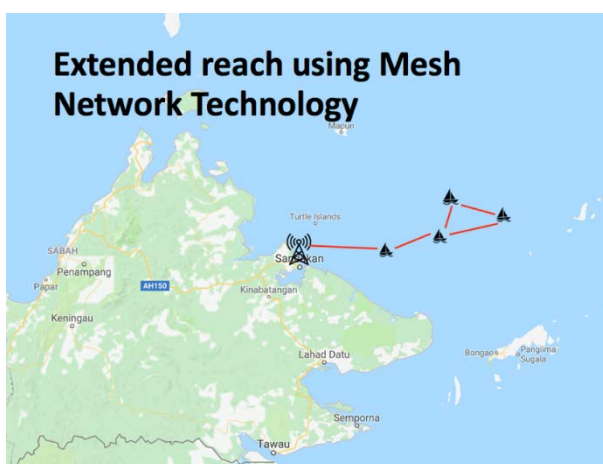 Extended reach using Mesh
Network Technology
Mapun
Turtle Islands
Sandakan
SABAH
Penampang
Papar
AH150
Kinabatangan
Keningau
Lahad Datu
Bongao
Panglima
Sugala
Semporna
Tawau